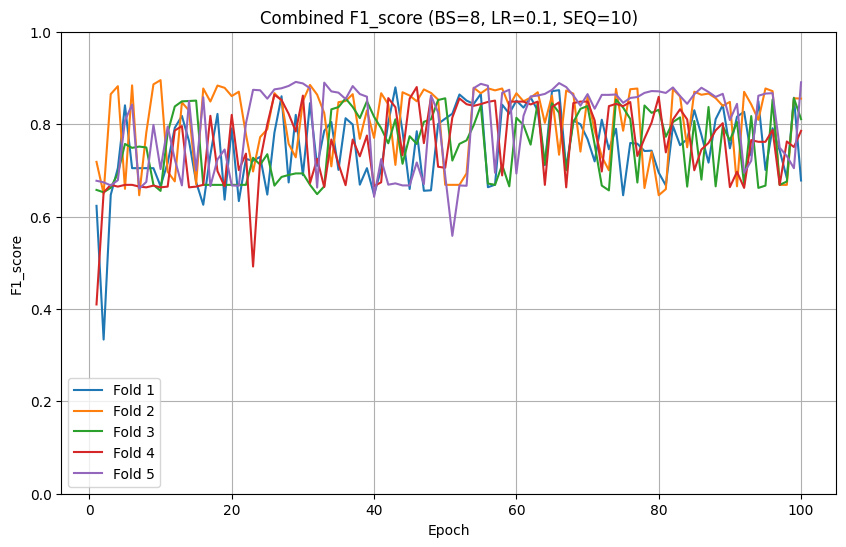 Combined F1_score (BS=8, LR=0.1, SEQ=10)
F1_score
1.0
0.8
0.6
0.4
0.2
0.0
Fold 1
Fold 2
Fold 3
Fold 4
Fold 5
0 20 40 60 80 100
Epoch